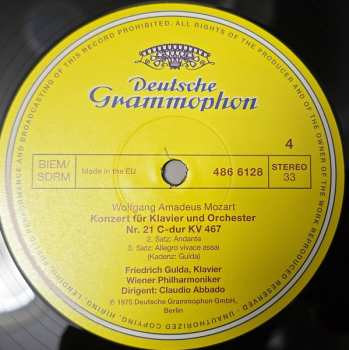 ALL RIGHTS OF THE PRODUCER AND OF THE OWNER OF THE WORK REPRODUCED RESERVED
UNAUTHORIZED COPYING, HIRING, LENDING, PUBLIC PERFORMANCE AND BROADCASTING OF THIS RECORD PROHIBITED
Deutsche
Grammophon
4
BIEM/
SDRM
Made in the EU
486 6128
STEREO
33
Wolfgang Amadeus Mozart
Konzert für Klavier und Orchester
Nr. 21 C-dur KV 467
2. Satz: Andante
3. Satz: Allegro vivace assai
(Kadenz: Gulda)
Friedrich Gulda, Klavier
Wiener Philharmoniker
Dirigent: Claudio Abbado
℗ 1975 Deutsche Grammophon GmbH,
Berlin